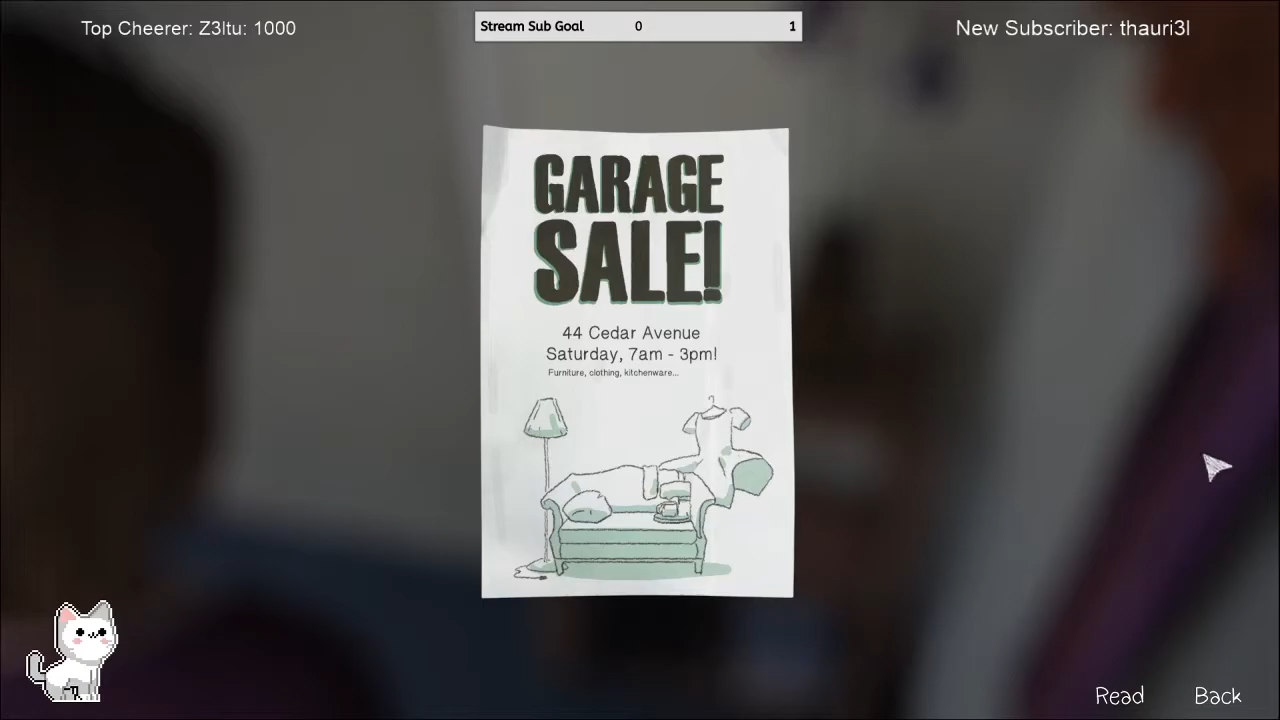 Top Cheerer: Z3ltu: 1000
Stream Sub Goal 0 1
New Subscriber: thauri3l
GARAGE
SALE!
44 Cedar Avenue
Saturday, 7am - 3pm!
Furniture, clothing, kitchenware...
Read Back